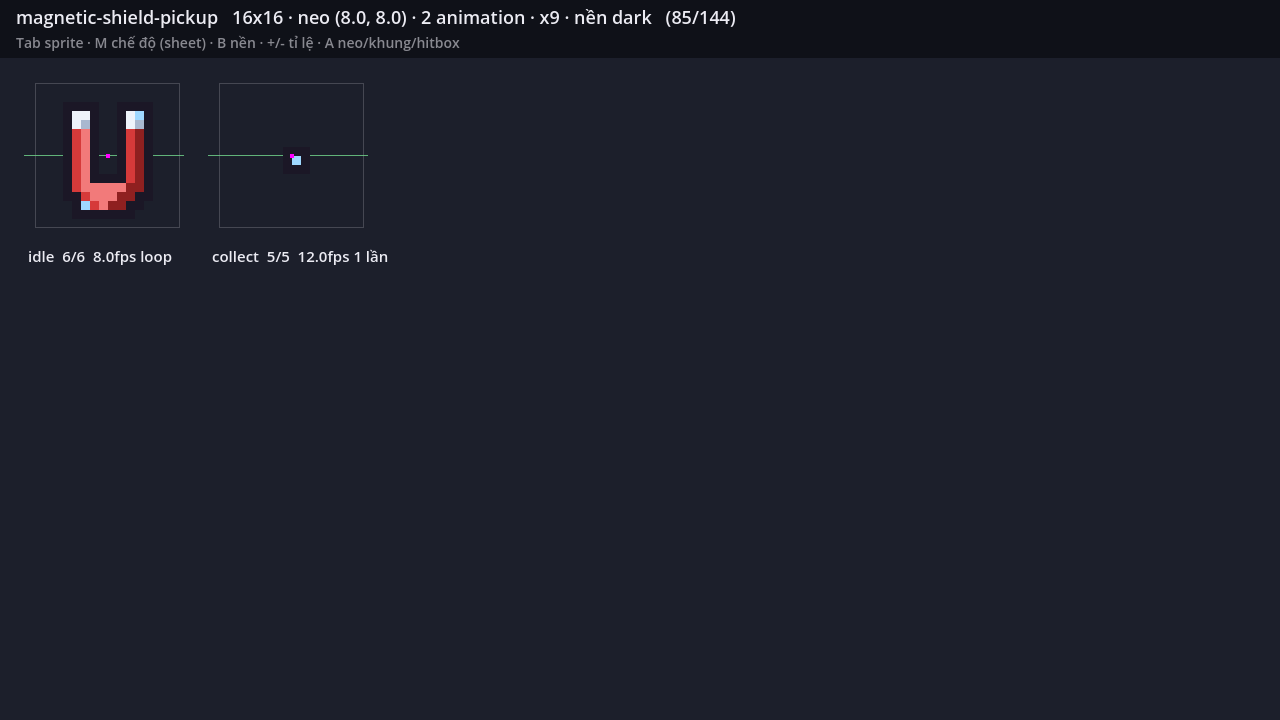 magnetic-shield-pickup   16x16 · neo (8.0, 8.0) · 2 animation · x9 · nền dark   (85/144)
Tab sprite · M chế độ (sheet) · B nền · +/- tỉ lệ · A neo/khung/hitbox
idle  6/6  8.0fps loop
collect  5/5  12.0fps 1 lần